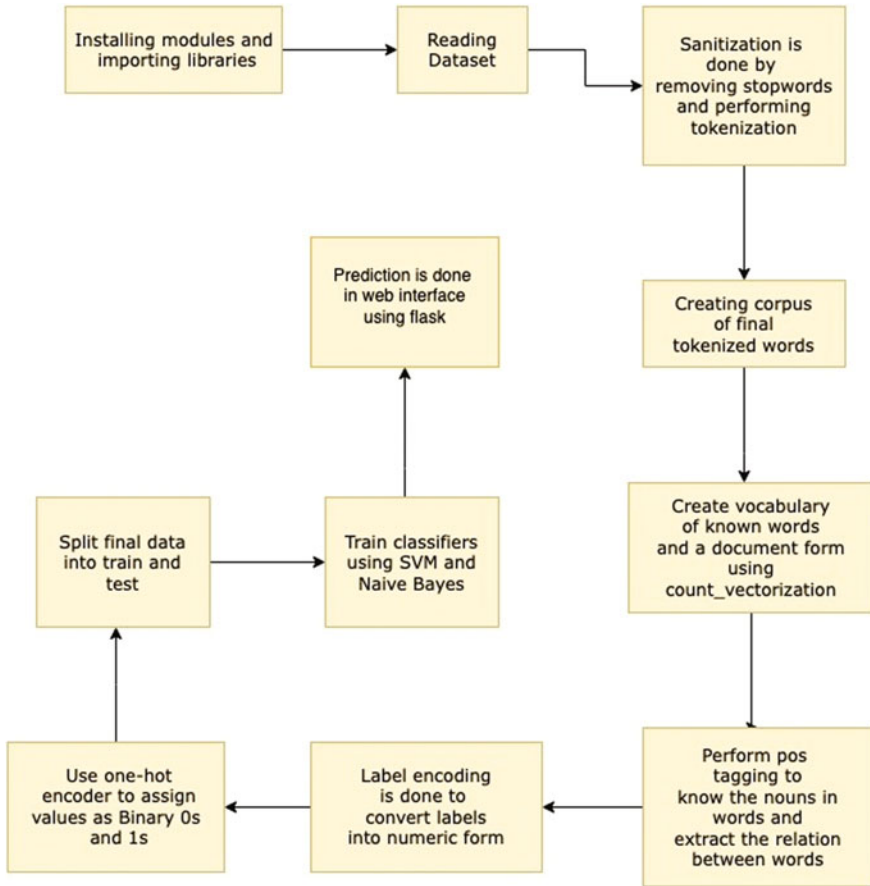 Installing modules and
importing libraries
Reading
Dataset
Sanitization is
done by
removing stopwords
and performing
tokenization
Creating corpus
of final
tokenized words
Create vocabulary
of known words
and a document form
using
count_vectorization
Perform pos
tagging to
know the nouns in
words and
extract the relation
between words
Label encoding
is done to
convert labels
into numeric form
Use one-hot
encoder to assign
values as Binary 0s
and 1s
Split final data
into train and
test
Train classifiers
using SVM and
Naive Bayes
Prediction is done
in web interface
using flask